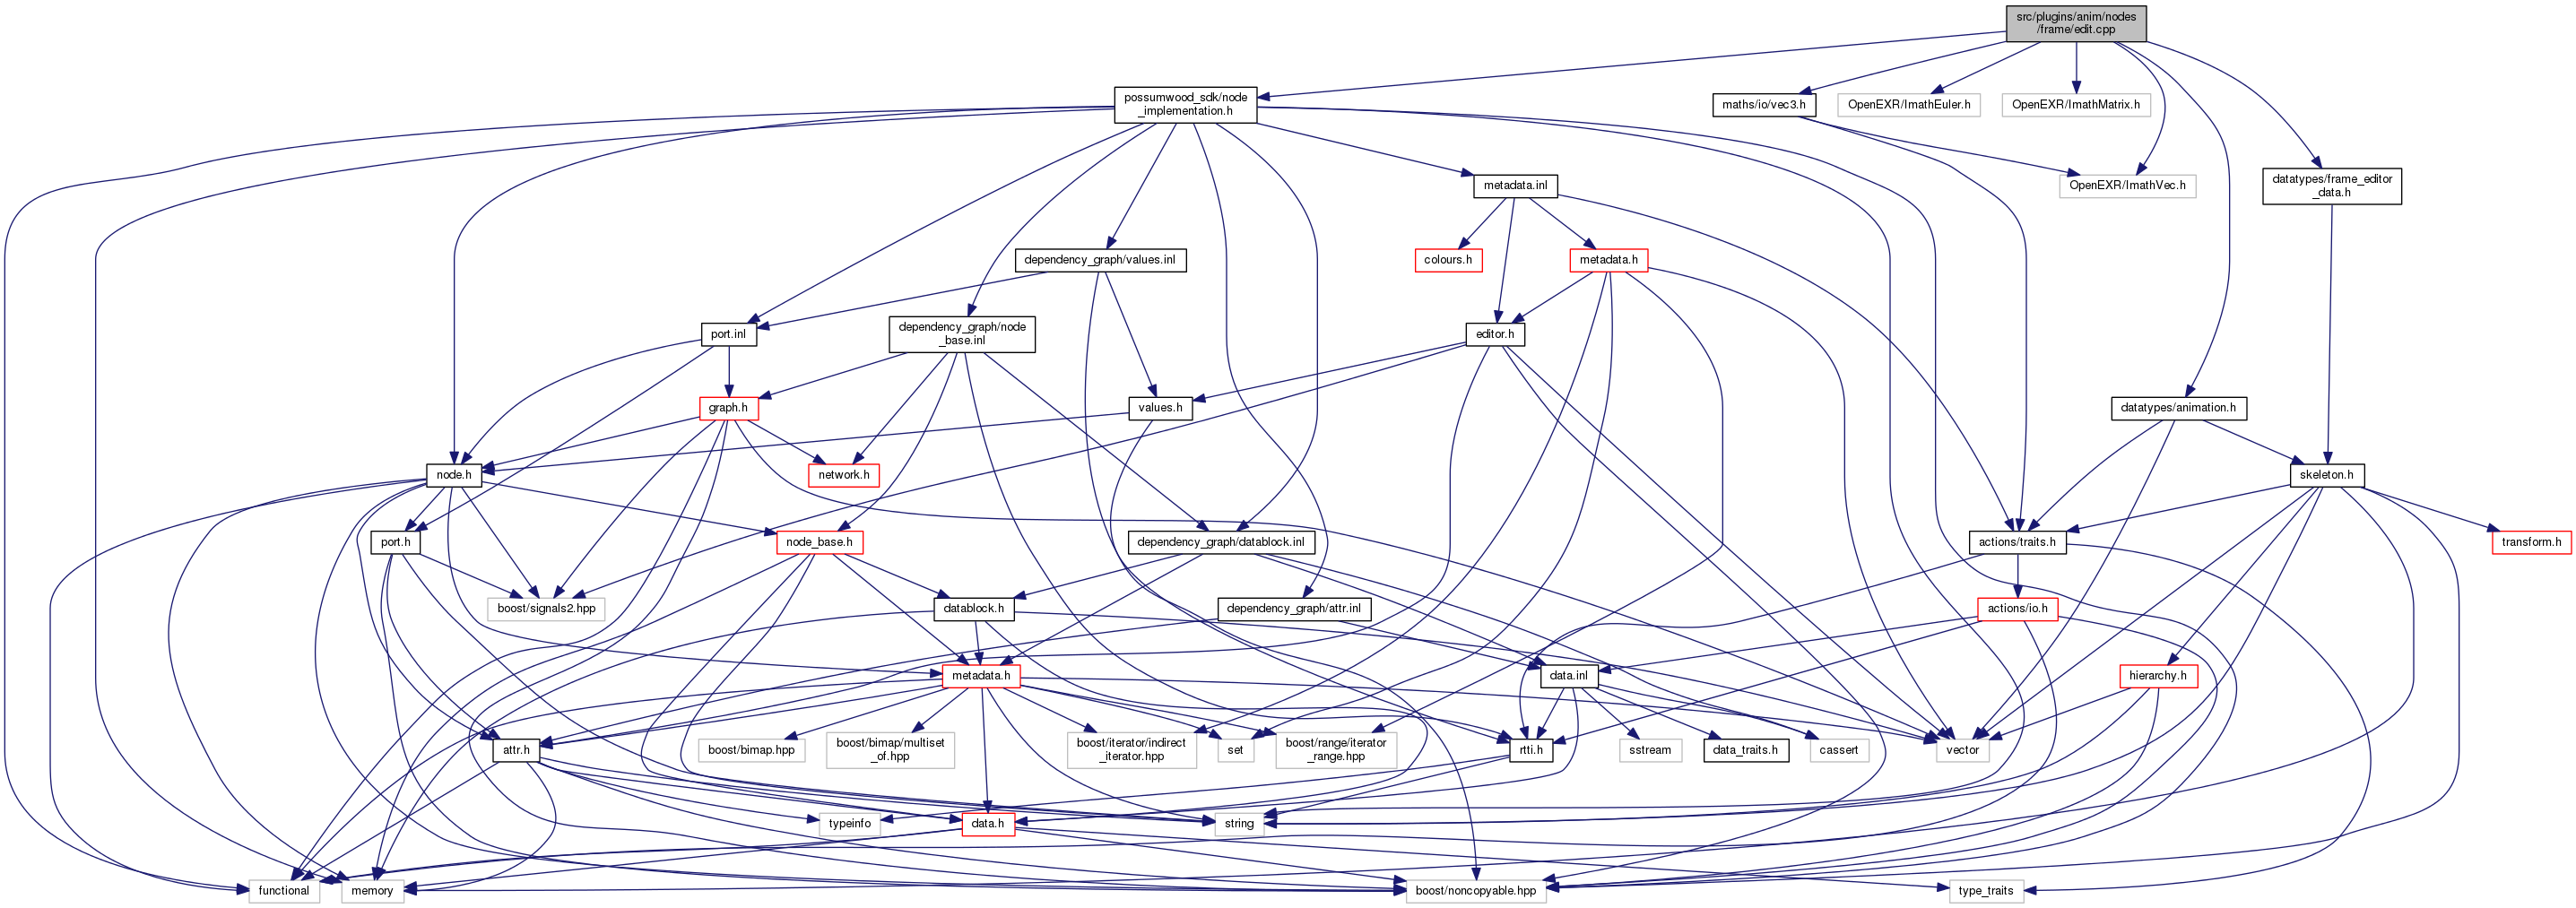 src/plugins/anim/nodes
/frame/edit.cpp
possumwood_sdk/node
_implementation.h
maths/io/vec3.h
OpenEXR/ImathEuler.h
OpenEXR/ImathMatrix.h
metadata.inl
OpenEXR/ImathVec.h
datatypes/frame_editor
_data.h
dependency_graph/values.inl
colours.h
metadata.h
port.inl
dependency_graph/node
_base.inl
editor.h
graph.h
values.h
datatypes/animation.h
node.h
network.h
skeleton.h
port.h
node_base.h
dependency_graph/datablock.inl
actions/traits.h
transform.h
boost/signals2.hpp
datablock.h
dependency_graph/attr.inl
actions/io.h
metadata.h
data.inl
hierarchy.h
attr.h
boost/bimap.hpp
boost/bimap/multiset
_of.hpp
boost/iterator/indirect
_iterator.hpp
set
boost/range/iterator
_range.hpp
rtti.h
sstream
data_traits.h
cassert
vector
typeinfo
data.h
string
functional
memory
boost/noncopyable.hpp
type_traits